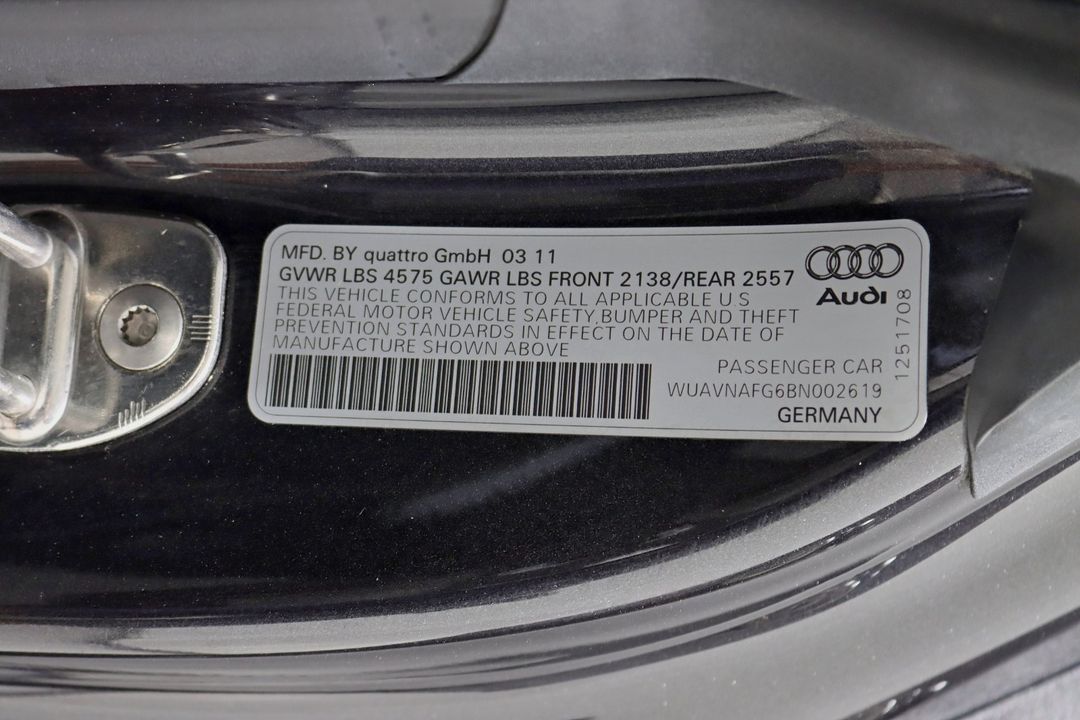 MFD. BY quattro GmbH 03 11
GVWR LBS 4575 GAWR LBS FRONT 2138/REAR 2557
THIS VEHICLE CONFORMS TO ALL APPLICABLE U S
FEDERAL MOTOR VEHICLE SAFETY, BUMPER AND THEFT
PREVENTION STANDARDS IN EFFECT ON THE DATE OF
MANUFACTURE SHOWN ABOVE
Audi
PASSENGER CAR
WUAVNAFG6BN002619
GERMANY
1251708